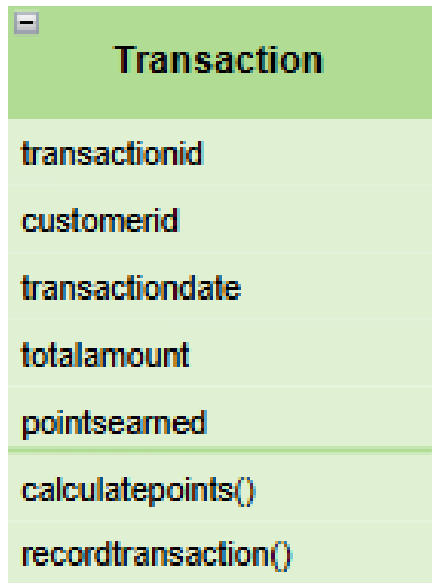 Transaction
transactionid
customerid
transactiondate
totalamount
pointsearned
calculatepoints()
recordtransaction()